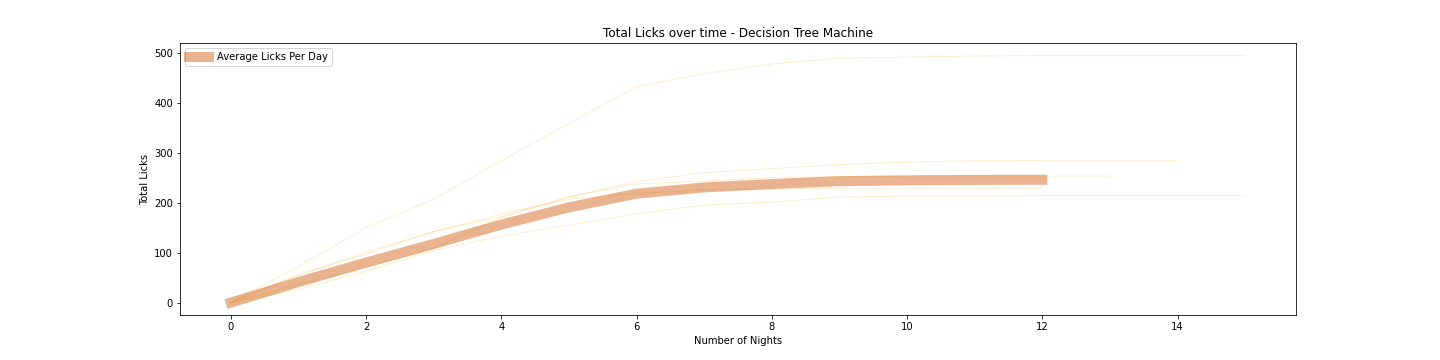 Total Licks over time - Decision Tree Machine
Average Licks Per Day
Total Licks
500
400
300
200
100
0
0 2 4 6 8 10 12 14
Number of Nights